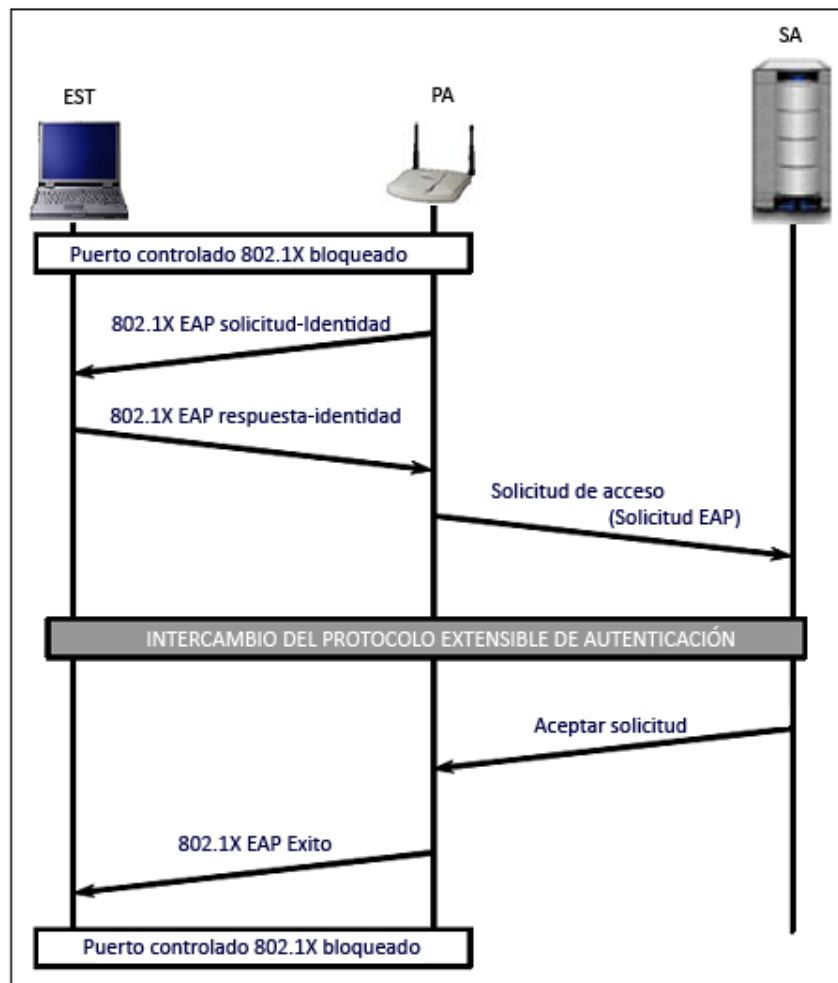 SA
EST
PA
Puerto controlado 802.1X bloqueado
802.1X EAP solicitud-Identidad
802.1X EAP respuesta-identidad
Solicitud de acceso
(Solicitud EAP)
INTERCAMBIO DEL PROTOCOLO EXTENSIBLE DE AUTENTICACIÓN
Aceptar solicitud
802.1X EAP Exito
Puerto controlado 802.1X bloqueado